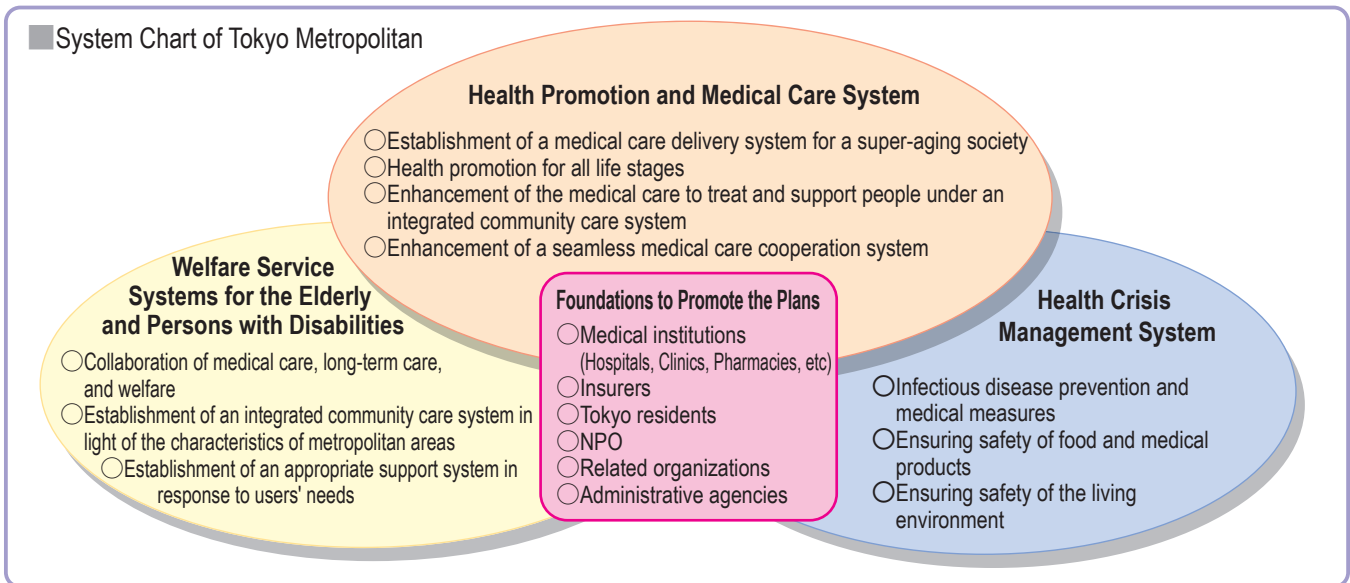 ■System Chart of Tokyo Metropolitan
Health Promotion and Medical Care System
○Establishment of a medical care delivery system for a super-aging society
○Health promotion for all life stages
○Enhancement of the medical care to treat and support people under an
integrated community care system
○Enhancement of a seamless medical care cooperation system
Welfare Service
Systems for the Elderly
and Persons with Disabilities
○Collaboration of medical care, long-term care,
and welfare
○Establishment of an integrated community care system in
light of the characteristics of metropolitan areas
○Establishment of an appropriate support system in
response to users' needs
Foundations to Promote the Plans
○Medical institutions
(Hospitals, Clinics, Pharmacies, etc)
○Insurers
○Tokyo residents
○NPO
○Related organizations
○Administrative agencies
Health Crisis
Management System
○Infectious disease prevention and
medical measures
○Ensuring safety of food and medical
products
○Ensuring safety of the living
environment